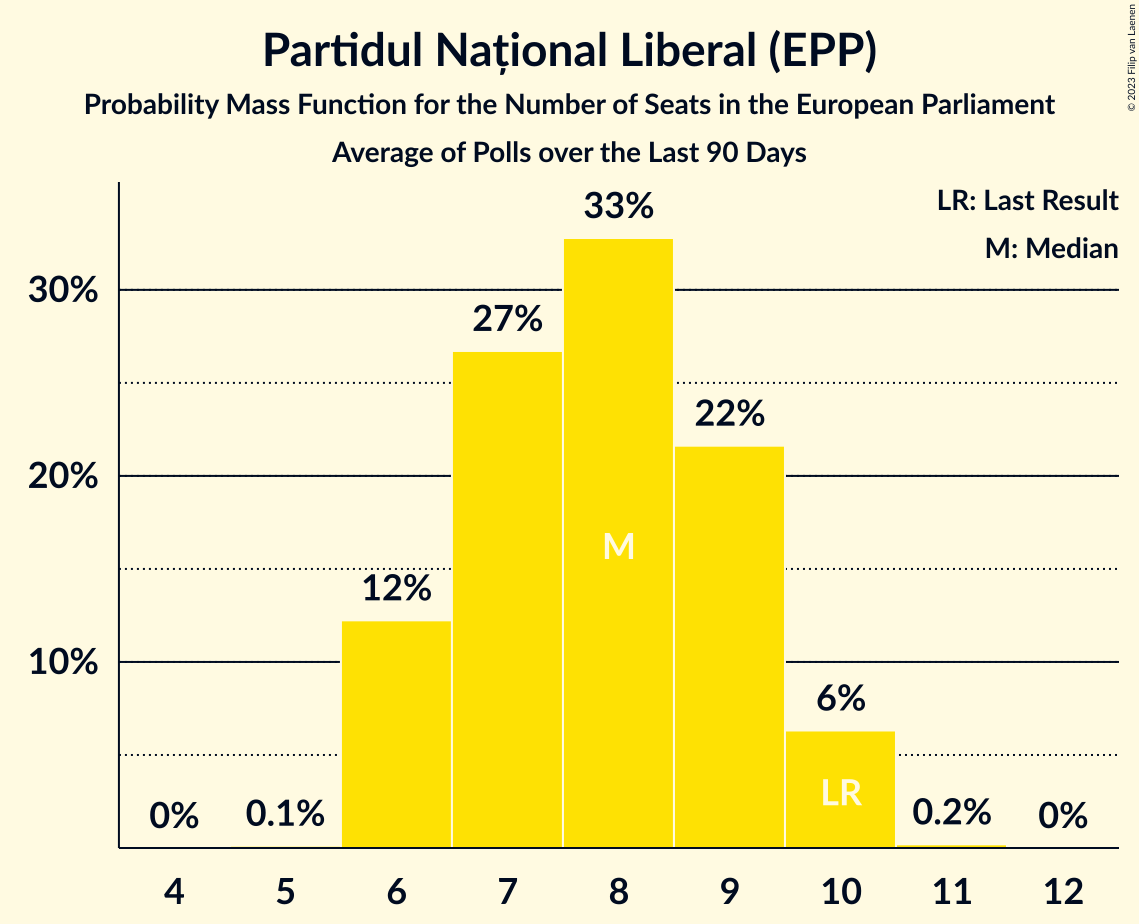 Partidul Național Liberal (EPP)
Probability Mass Function for the Number of Seats in the European Parliament
Average of Polls over the Last 90 Days
© 2023 Filip van Laenen
LR: Last Result
M: Median
33%
30%
27%
22%
20%
M
12%
10%
6%
LR
0%
0.1%
0.2%
0%
4 5 6 7 8 9 10 11 12